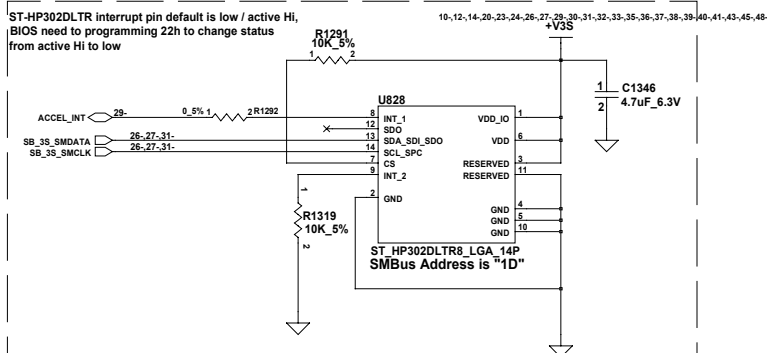 ST-HP302DLTR interrupt pin default is low / active Hi,
BIOS need to programming 22h to change status
from active Hi to low
10-,12-,14-,20-,23-,24-,26-,27-,29-,30-,31-,32-,33-,35-,36-,37-,38-,39-,40-,41-,43-,45-,48-
+V3S
R1291
10K_5%
1 2
C1346
4.7uF_6.3V
1
2
U828
ACCEL_INT 29- 0_5% 1 2 R1292 8 INT_1 VDD_IO 1
12 SDO
SB_3S_SMDATA 26-,27-,31- 13 SDA_SDI_SDO VDD 6
SB_3S_SMCLK 26-,27-,31- 14 SCL_SPC
7 CS RESERVED 3
9 INT_2 RESERVED 11
2 GND
GND 4
GND 5
GND 10
1
R1319
10K_5%
2
ST_HP302DLTR8_LGA_14P
SMBus Address is "1D"